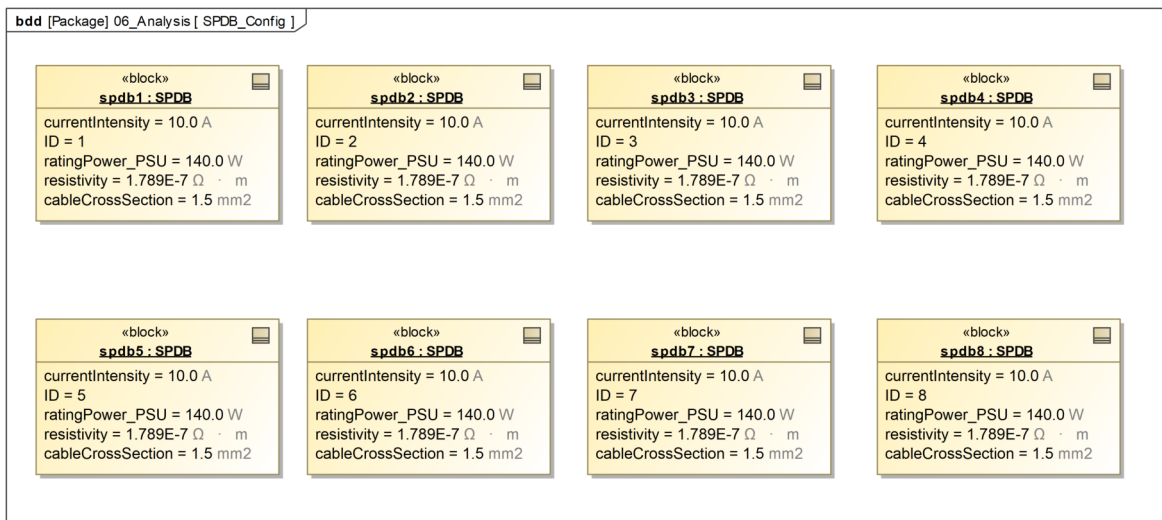 bdd [Package] 06_Analysis [ SPDB_Config ]
«block»
spdb1 : SPDB
currentIntensity = 10.0 A
ID = 1
ratingPower_PSU = 140.0 W
resistivity = 1.789E-7 Ω · m
cableCrossSection = 1.5 mm2
«block»
spdb2 : SPDB
currentIntensity = 10.0 A
ID = 2
ratingPower_PSU = 140.0 W
resistivity = 1.789E-7 Ω · m
cableCrossSection = 1.5 mm2
«block»
spdb3 : SPDB
currentIntensity = 10.0 A
ID = 3
ratingPower_PSU = 140.0 W
resistivity = 1.789E-7 Ω · m
cableCrossSection = 1.5 mm2
«block»
spdb4 : SPDB
currentIntensity = 10.0 A
ID = 4
ratingPower_PSU = 140.0 W
resistivity = 1.789E-7 Ω · m
cableCrossSection = 1.5 mm2
«block»
spdb5 : SPDB
currentIntensity = 10.0 A
ID = 5
ratingPower_PSU = 140.0 W
resistivity = 1.789E-7 Ω · m
cableCrossSection = 1.5 mm2
«block»
spdb6 : SPDB
currentIntensity = 10.0 A
ID = 6
ratingPower_PSU = 140.0 W
resistivity = 1.789E-7 Ω · m
cableCrossSection = 1.5 mm2
«block»
spdb7 : SPDB
currentIntensity = 10.0 A
ID = 7
ratingPower_PSU = 140.0 W
resistivity = 1.789E-7 Ω · m
cableCrossSection = 1.5 mm2
«block»
spdb8 : SPDB
currentIntensity = 10.0 A
ID = 8
ratingPower_PSU = 140.0 W
resistivity = 1.789E-7 Ω · m
cableCrossSection = 1.5 mm2